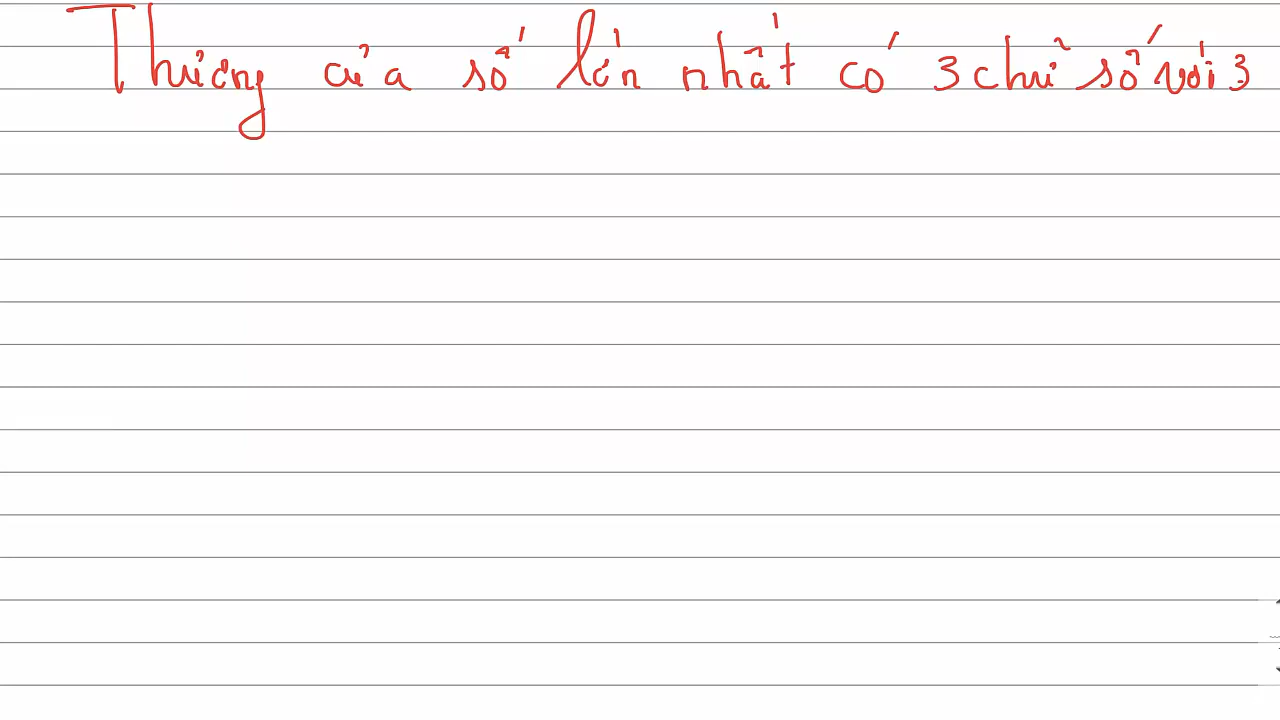 Thương của số lớn nhất có 3 chữ số với 3